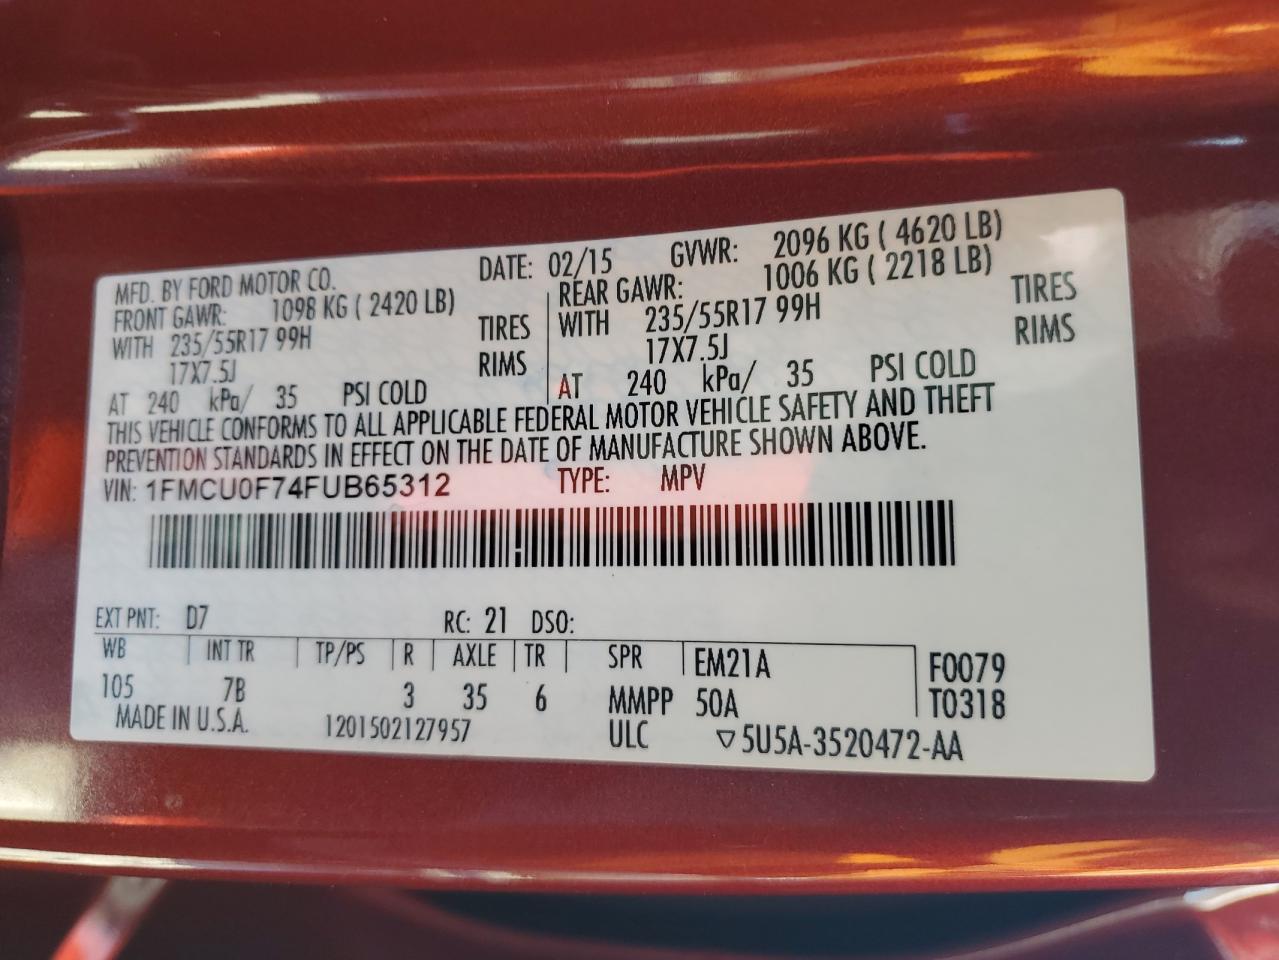 MFD. BY FORD MOTOR CO. DATE: 02/15 GVWR: 2096 KG ( 4620 LB)
FRONT GAWR: 1098 KG ( 2420 LB) REAR GAWR: 1006 KG ( 2218 LB)
WITH 235/55R17 99H TIRES WITH 235/55R17 99H TIRES
17X7.5J RIMS 17X7.5J RIMS
AT 240 kPa/ 35 PSI COLD AT 240 kPa/ 35 PSI COLD
THIS VEHICLE CONFORMS TO ALL APPLICABLE FEDERAL MOTOR VEHICLE SAFETY AND THEFT
PREVENTION STANDARDS IN EFFECT ON THE DATE OF MANUFACTURE SHOWN ABOVE.
VIN: 1FMCU0F74FUB65312 TYPE: MPV
EXT PNT: D7 RC: 21 DSO:
WB INT TR TP/PS R AXLE TR SPR EM21A F0079
105 7B 3 35 6 MMPP 50A T0318
MADE IN U.S.A. 1201502127957 ULC ▽5U5A-3520472-AA